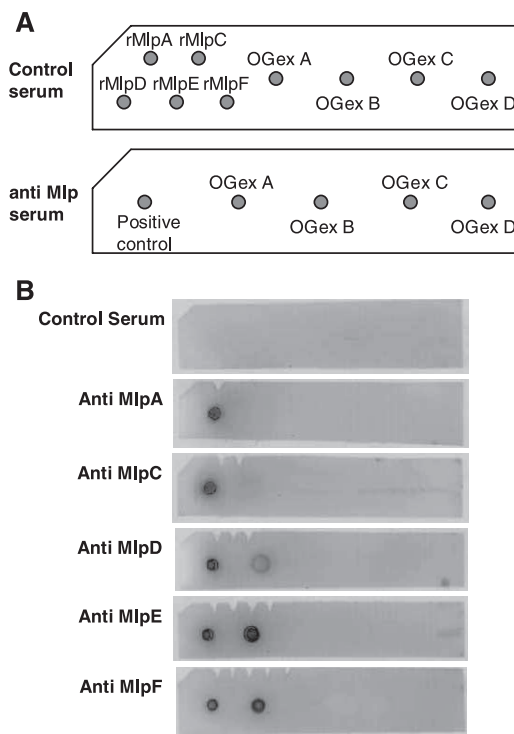 A
Control
serum
rMlpA rMlpC
OGex C
rMlpD rMlpE rMlpF OGex A
OGex B
OGex D
anti Mlp
serum
OGex A
OGex C
Positive
control
OGex B
OGex D
B
Control Serum
Anti MlpA
Anti MlpC
Anti MlpD
Anti MlpE
Anti MlpF